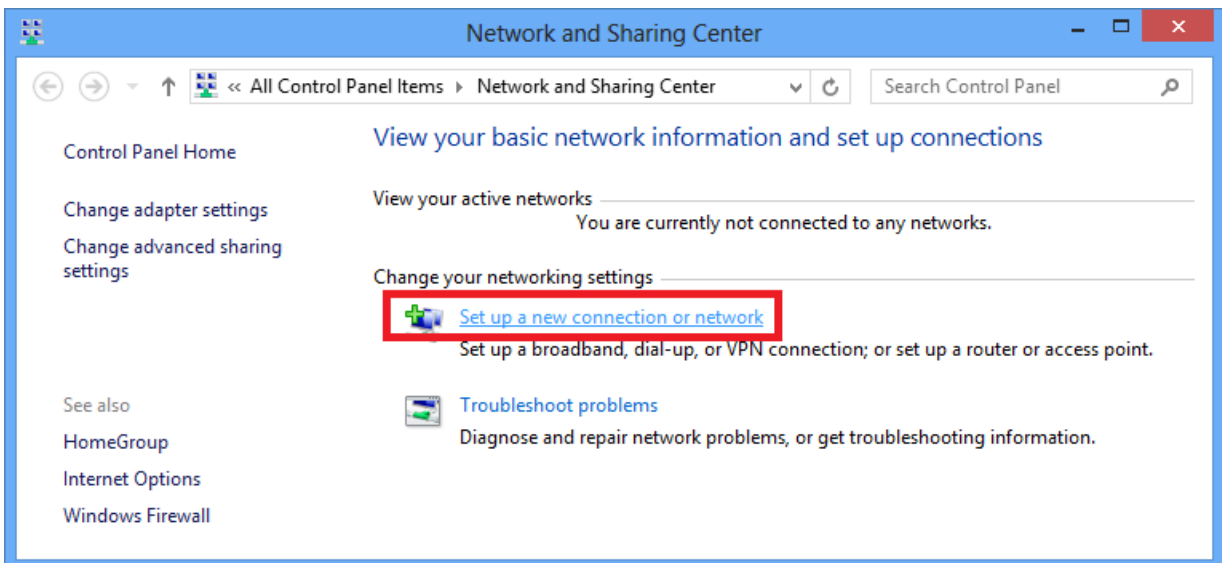 Network and Sharing Center
« All Control Panel Items Network and Sharing Center
Search Control Panel
Control Panel Home
Change adapter settings
Change advanced sharing
settings
See also
HomeGroup
Internet Options
Windows Firewall
View your basic network information and set up connections
View your active networks
You are currently not connected to any networks.
Change your networking settings
Set up a new connection or network
Set up a broadband, dial-up, or VPN connection; or set up a router or access point.
Troubleshoot problems
Diagnose and repair network problems, or get troubleshooting information.